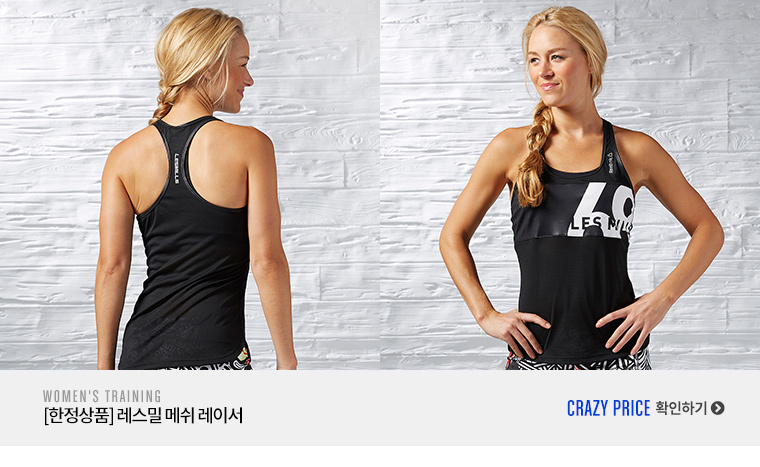 LESMILLS
LES MILLS
WOMEN'S TRAINING
[한정상품] 레스밀 메쉬 레이서
CRAZY PRICE 확인하기